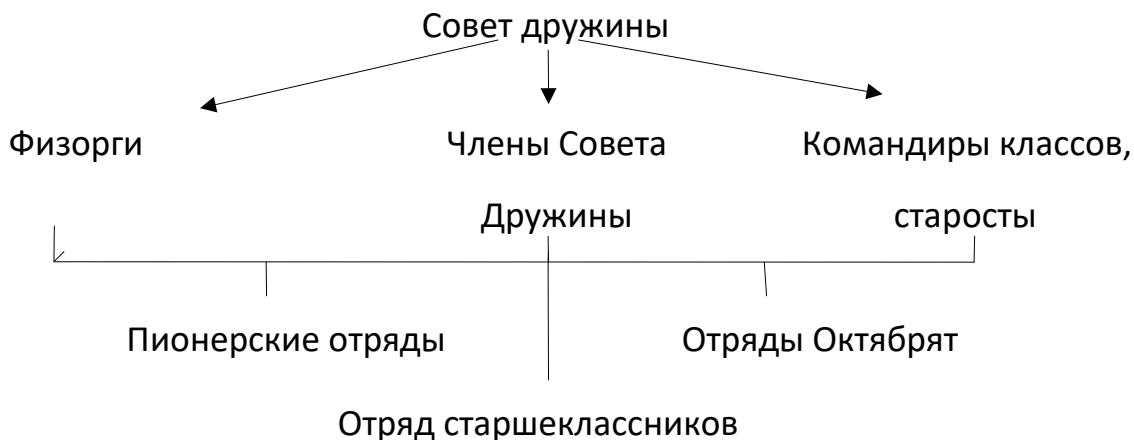 Совет дружины
Физорги Члены Совета Командиры классов,
Дружины старосты
Пионерские отряды Отряды Октябрят
Отряд старшеклассников